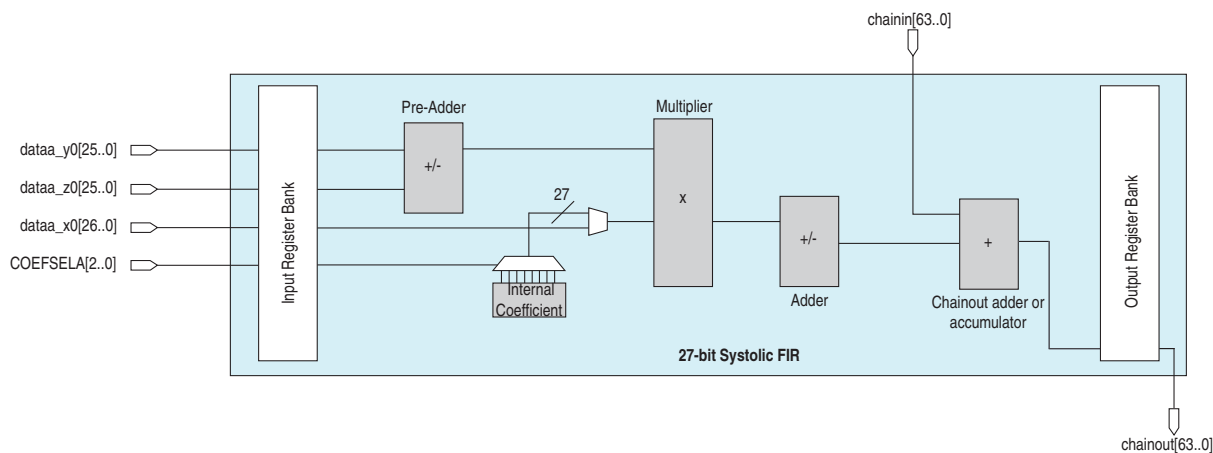 chainin[63..0]
Pre-Adder
Multiplier
dataa_y0[25..0]
dataa_z0[25..0]
dataa_x0[26..0]
COEFSELA[2..0]
Input Register Bank
+/-
27
x
+/-
+
Internal
Coefficient
Adder
Chainout adder or
accumulator
Output Register Bank
27-bit Systolic FIR
chainout[63..0]